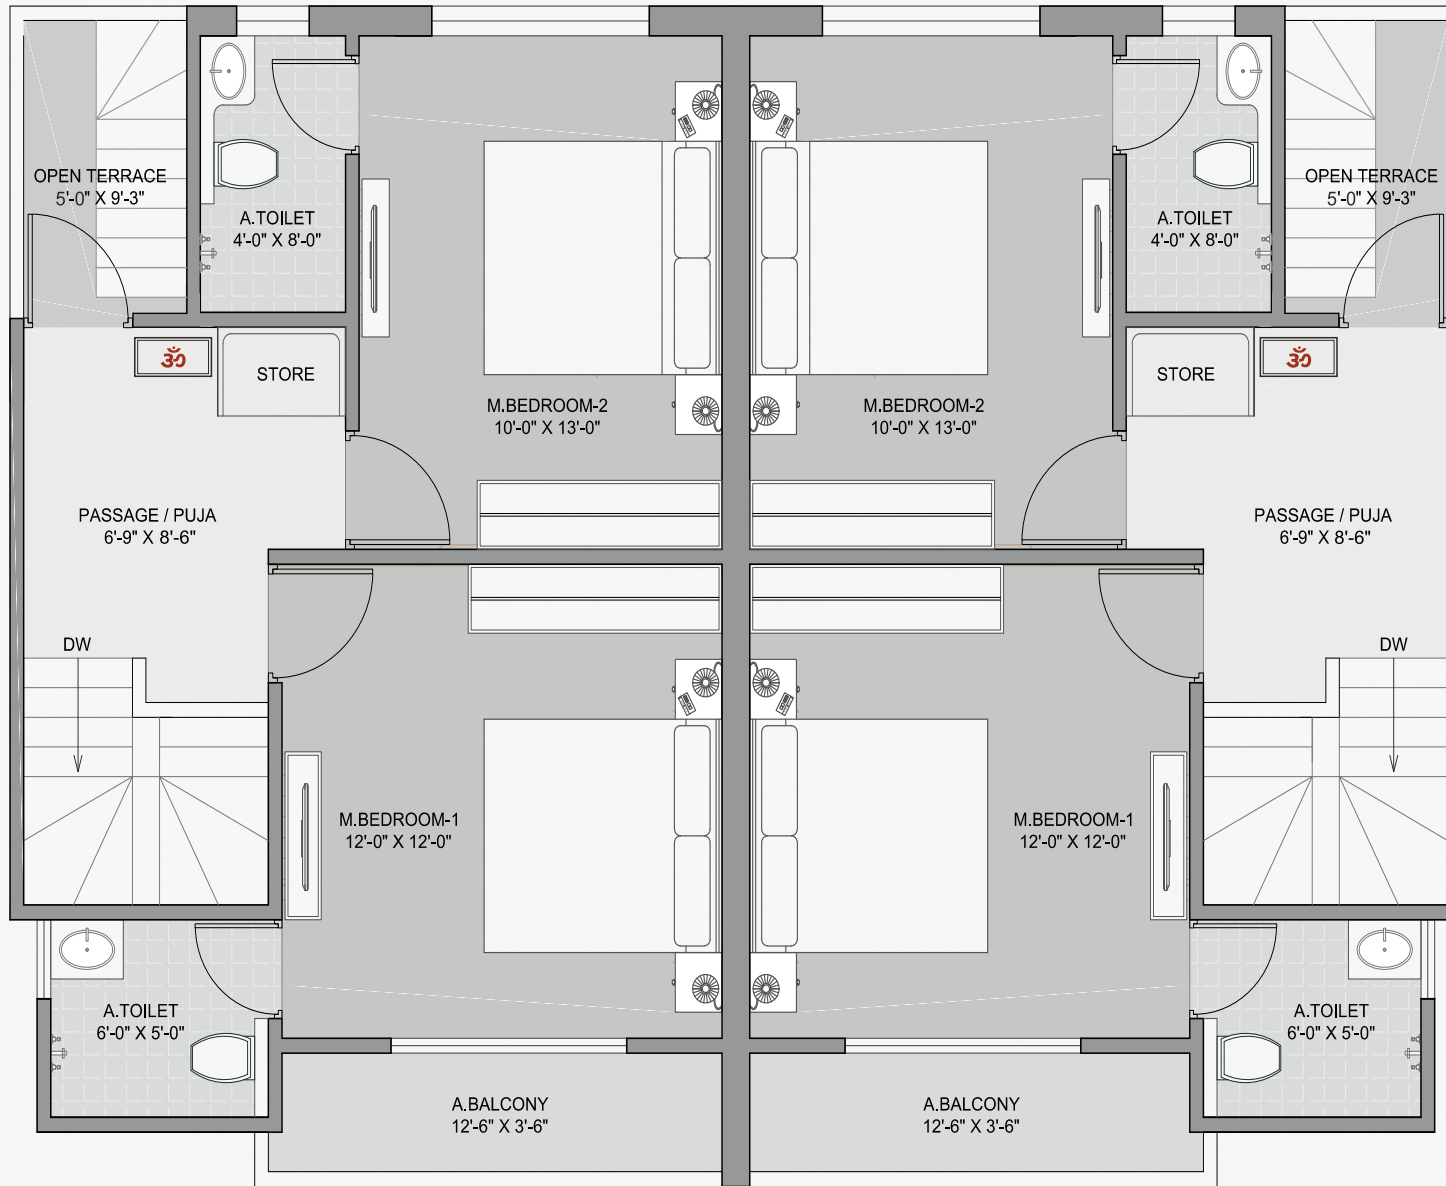 OPEN TERRACE
5'-0" X 9'-3"
A.TOILET
4'-0" X 8'-0"
A.TOILET
4'-0" X 8'-0"
OPEN TERRACE
5'-0" X 9'-3"
ॐ
STORE
M.BEDROOM-2
10'-0" X 13'-0"
M.BEDROOM-2
10'-0" X 13'-0"
STORE
ॐ
PASSAGE / PUJA
6'-9" X 8'-6"
PASSAGE / PUJA
6'-9" X 8'-6"
DW
DW
M.BEDROOM-1
12'-0" X 12'-0"
M.BEDROOM-1
12'-0" X 12'-0"
A.TOILET
6'-0" X 5'-0"
A.TOILET
6'-0" X 5'-0"
A.BALCONY
12'-6" X 3'-6"
A.BALCONY
12'-6" X 3'-6"